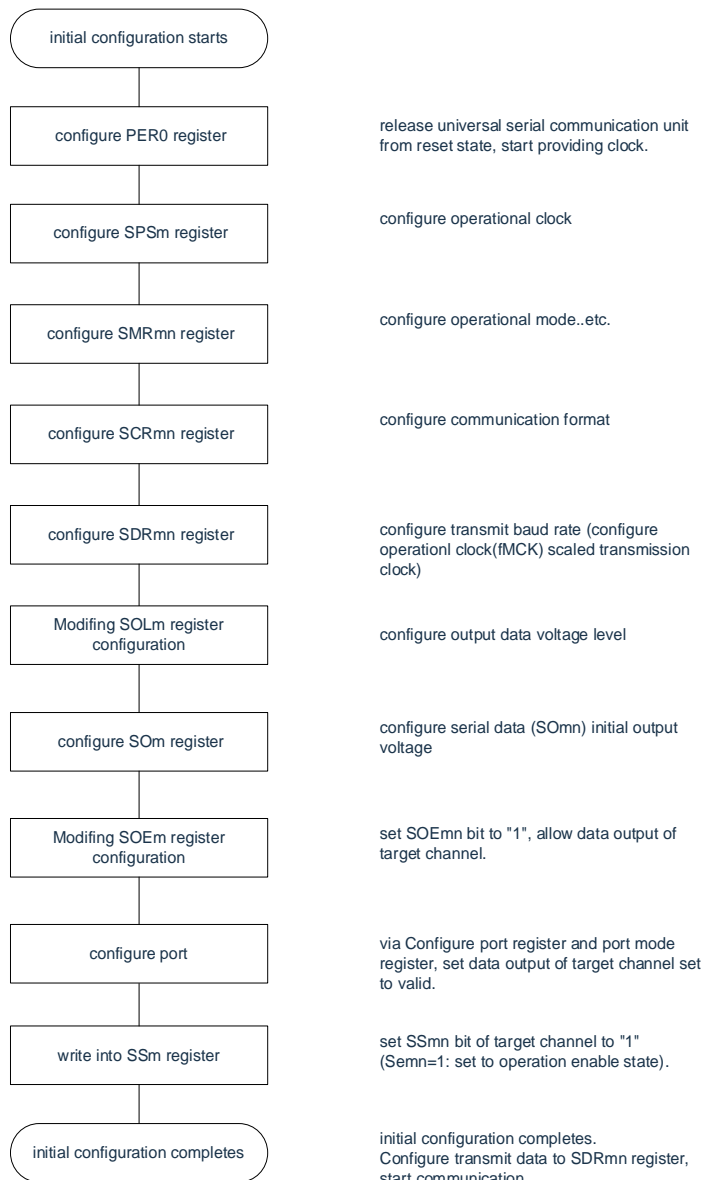 initial configuration starts
configure PER0 register
release universal serial communication unit
from reset state, start providing clock.
configure SPSm register
configure operational clock
configure SMRmn register
configure operational mode..etc.
configure SCRmn register
configure communication format
configure SDRmn register
configure transmit baud rate (configure
operationl clock(fMCK) scaled transmission
clock)
Modifing SOLm register
configuration
configure output data voltage level
configure SOm register
configure serial data (SOmn) initial output
voltage
Modifing SOEm register
configuration
set SOEmn bit to "1", allow data output of
target channel.
configure port
via Configure port register and port mode
register, set data output of target channel set
to valid.
write into SSm register
set SSmn bit of target channel to "1"
(Semn=1: set to operation enable state).
initial configuration completes
initial configuration completes.
Configure transmit data to SDRmn register,
start communication